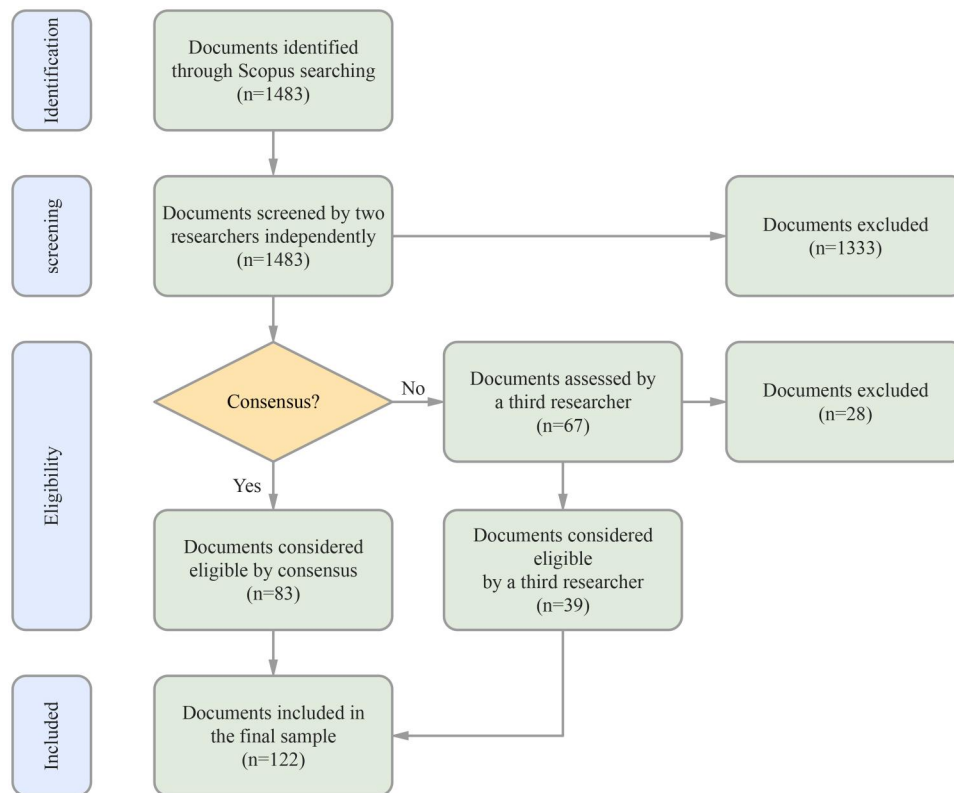 Identification
Documents identified
through Scopus searching
(n=1483)
screening
Documents screened by two
researchers independently
(n=1483)
Documents excluded
(n=1333)
Eligibility
Consensus?
No
Documents assessed by
a third researcher
(n=67)
Documents excluded
(n=28)
Yes
Documents considered
eligible by consensus
(n=83)
Documents considered
eligible
by a third researcher
(n=39)
Included
Documents included in
the final sample
(n=122)